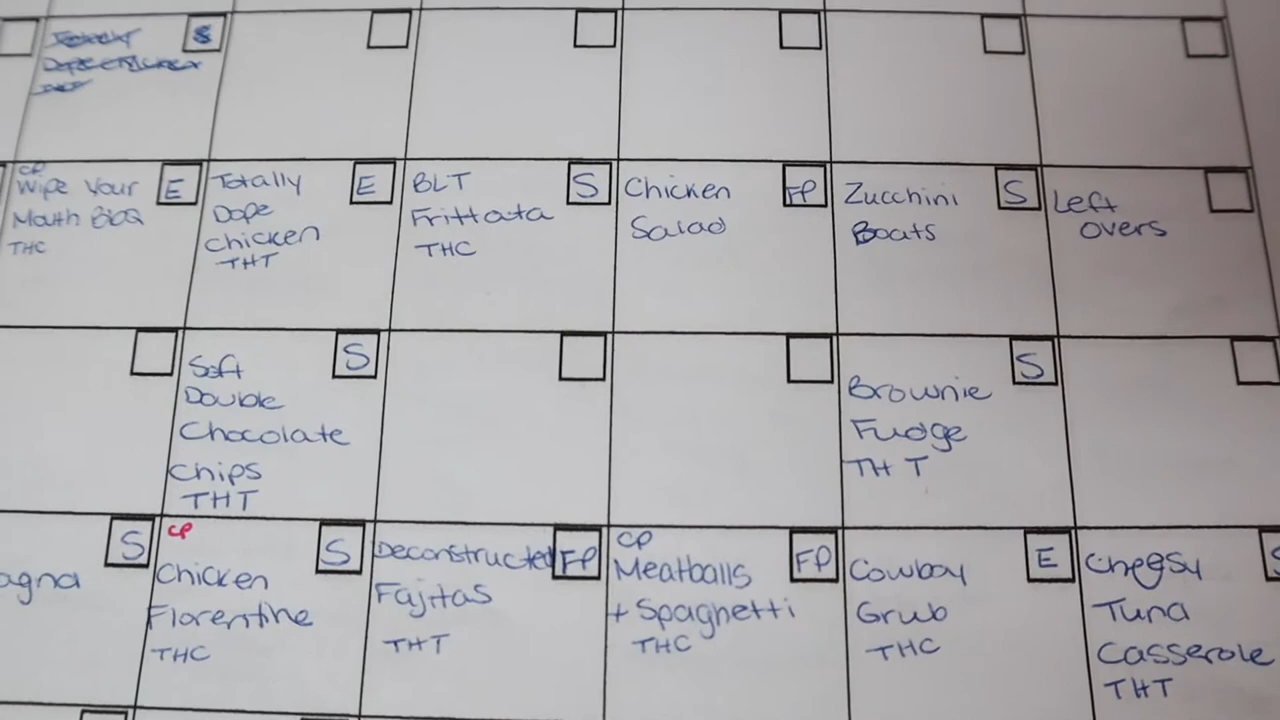 S
CP
Wipe Your
Mouth BBQ
THC
E
Totally
Dope
Chicken
THT
E
BLT
Frittata
THC
S
Chicken
Salad
FP
Zucchini
Boats
S
Left
overs
Soft
Double
Chocolate
Chips
THT
S
Brownie
Fudge
THT
S
agna
S
CP
Chicken
Florentine
THC
S
Deconstructed
Fajitas
THT
FP
CP
Meatballs
+ Spaghetti
THC
FP
Cowboy
Grub
THC
E
Cheesy
Tuna
Casserole
THT
S